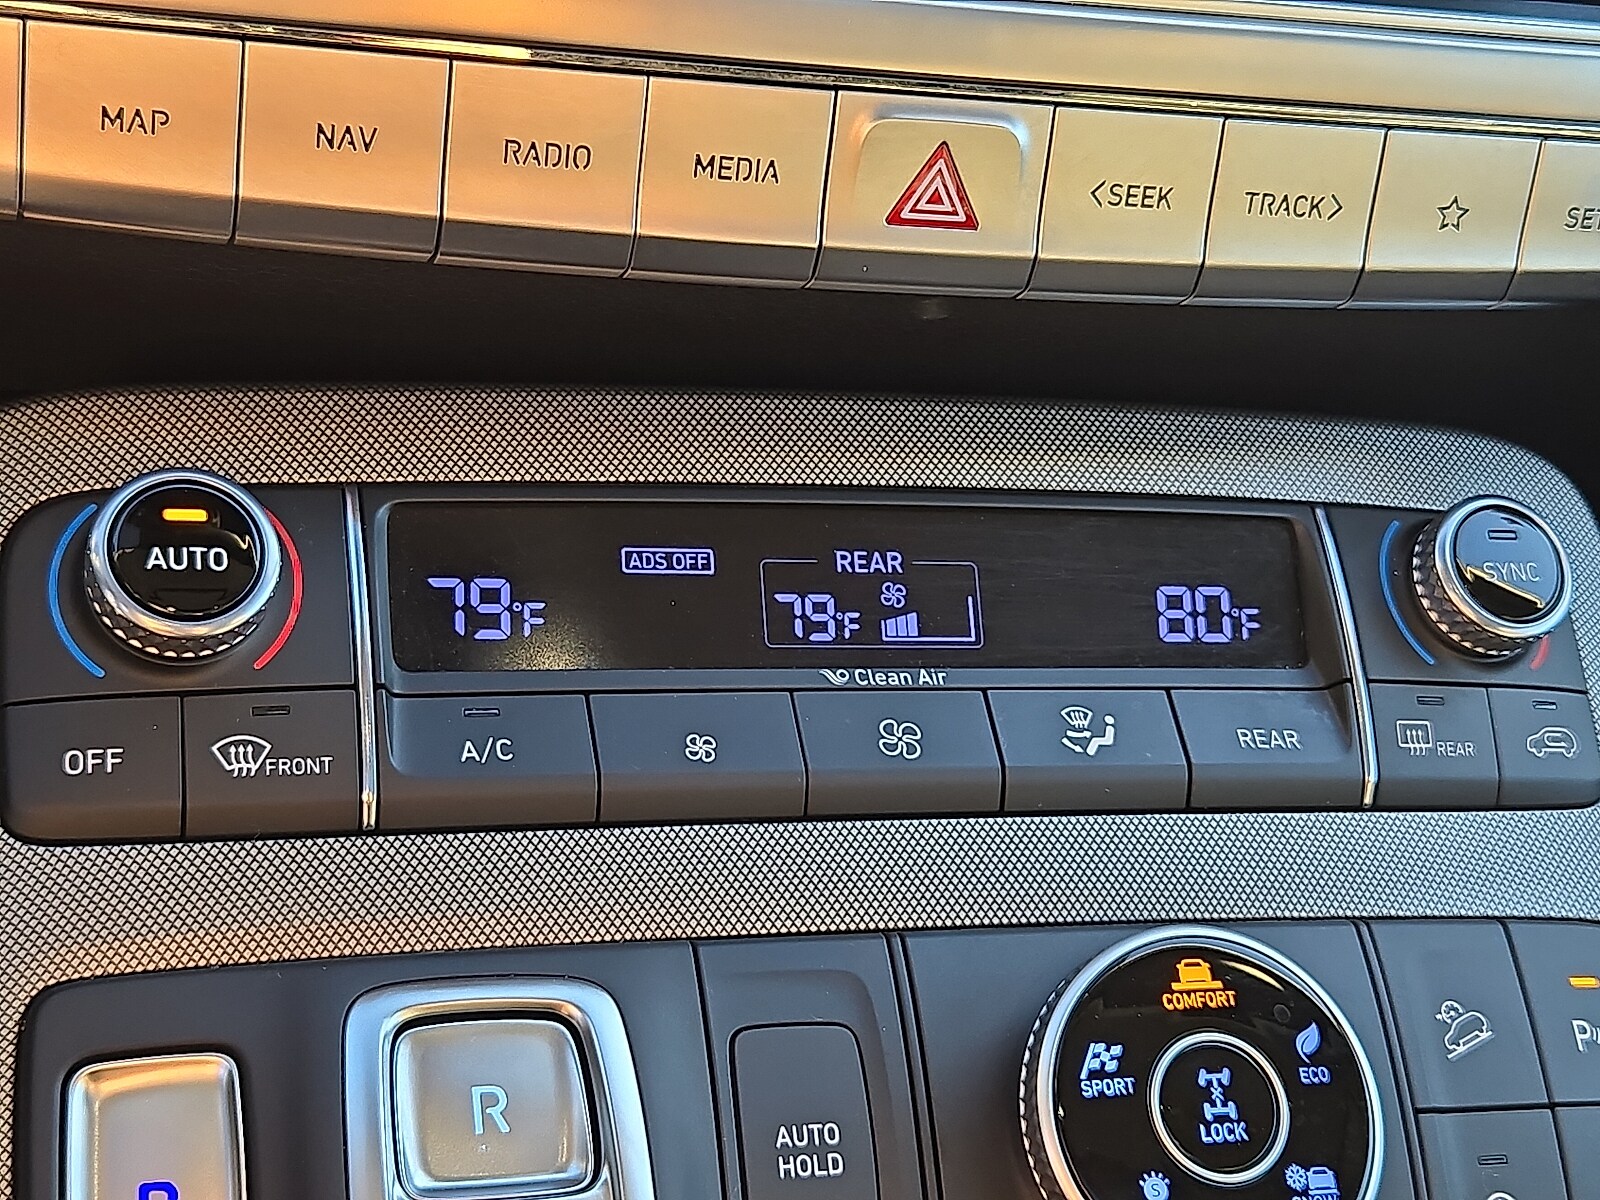 MAP
NAV
RADIO
MEDIA
<SEEK
TRACK>
AUTO
79°F
ADS OFF
REAR
79°F
80°F
SYNC
Clean Air
OFF
FRONT
A/C
REAR
REAR
COMFORT
SPORT
ECO
LOCK
R
AUTO
HOLD
S